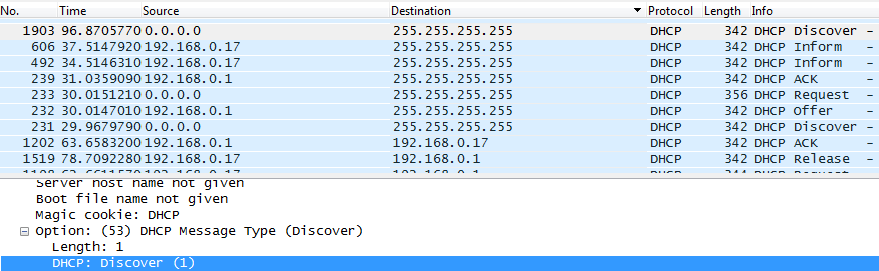 No. Time Source Destination Protocol Length Info
1903 96.8705770 0.0.0.0 255.255.255.255 DHCP 342 DHCP Discover –
606 37.5147920 192.168.0.17 255.255.255.255 DHCP 342 DHCP Inform –
492 34.5146310 192.168.0.17 255.255.255.255 DHCP 342 DHCP Inform –
239 31.0359090 192.168.0.1 255.255.255.255 DHCP 342 DHCP ACK –
233 30.0151210 0.0.0.0 255.255.255.255 DHCP 356 DHCP Request –
232 30.0147010 192.168.0.1 255.255.255.255 DHCP 342 DHCP Offer –
231 29.9679790 0.0.0.0 255.255.255.255 DHCP 342 DHCP Discover –
1202 63.6583200 192.168.0.1 192.168.0.17 DHCP 342 DHCP ACK –
1519 78.7092280 192.168.0.17 192.168.0.1 DHCP 342 DHCP Release –
DHCP
Server host name not given
Boot file name not given
Magic cookie: DHCP
Option: (53) DHCP Message Type (Discover)
Length: 1
DHCP: Discover (1)